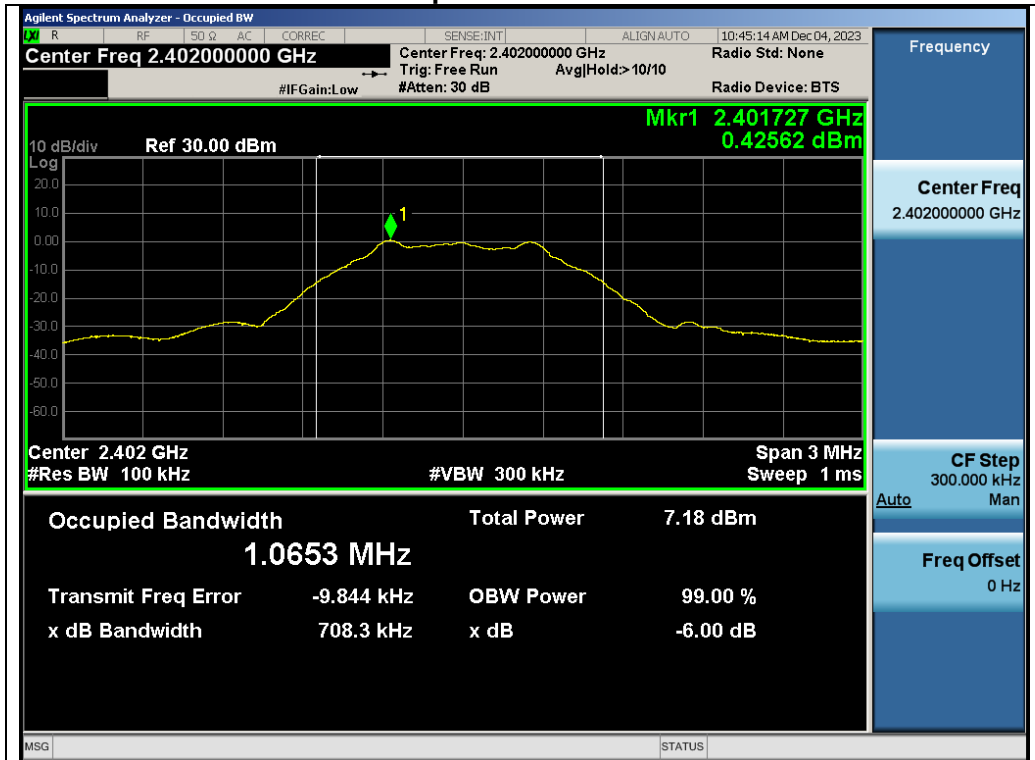 Agilent Spectrum Analyzer - Occupied BW
LXI R RF 50 Ω AC CORREC SENSE:INT ALIGN AUTO 10:45:14 AM Dec 04, 2023
Center Freq 2.402000000 GHz Center Freq: 2.402000000 GHz Radio Std: None
Trig: Free Run Avg|Hold:> 10/10
#IFGain:Low #Atten: 30 dB Radio Device: BTS
Mkr1 2.401727 GHz
0.42562 dBm
10 dB/div Ref 30.00 dBm
Log
20.0
10.0
0.00
-10.0
-20.0
-30.0
-40.0
-50.0
-60.0
1
Center 2.402 GHz Span 3 MHz
#Res BW 100 kHz #VBW 300 kHz Sweep 1 ms
Occupied Bandwidth Total Power 7.18 dBm
1.0653 MHz
Transmit Freq Error -9.844 kHz OBW Power 99.00 %
x dB Bandwidth 708.3 kHz x dB -6.00 dB
MSG STATUS
Frequency
Center Freq
2.402000000 GHz
CF Step
300.000 kHz
Auto Man
Freq Offset
0 Hz